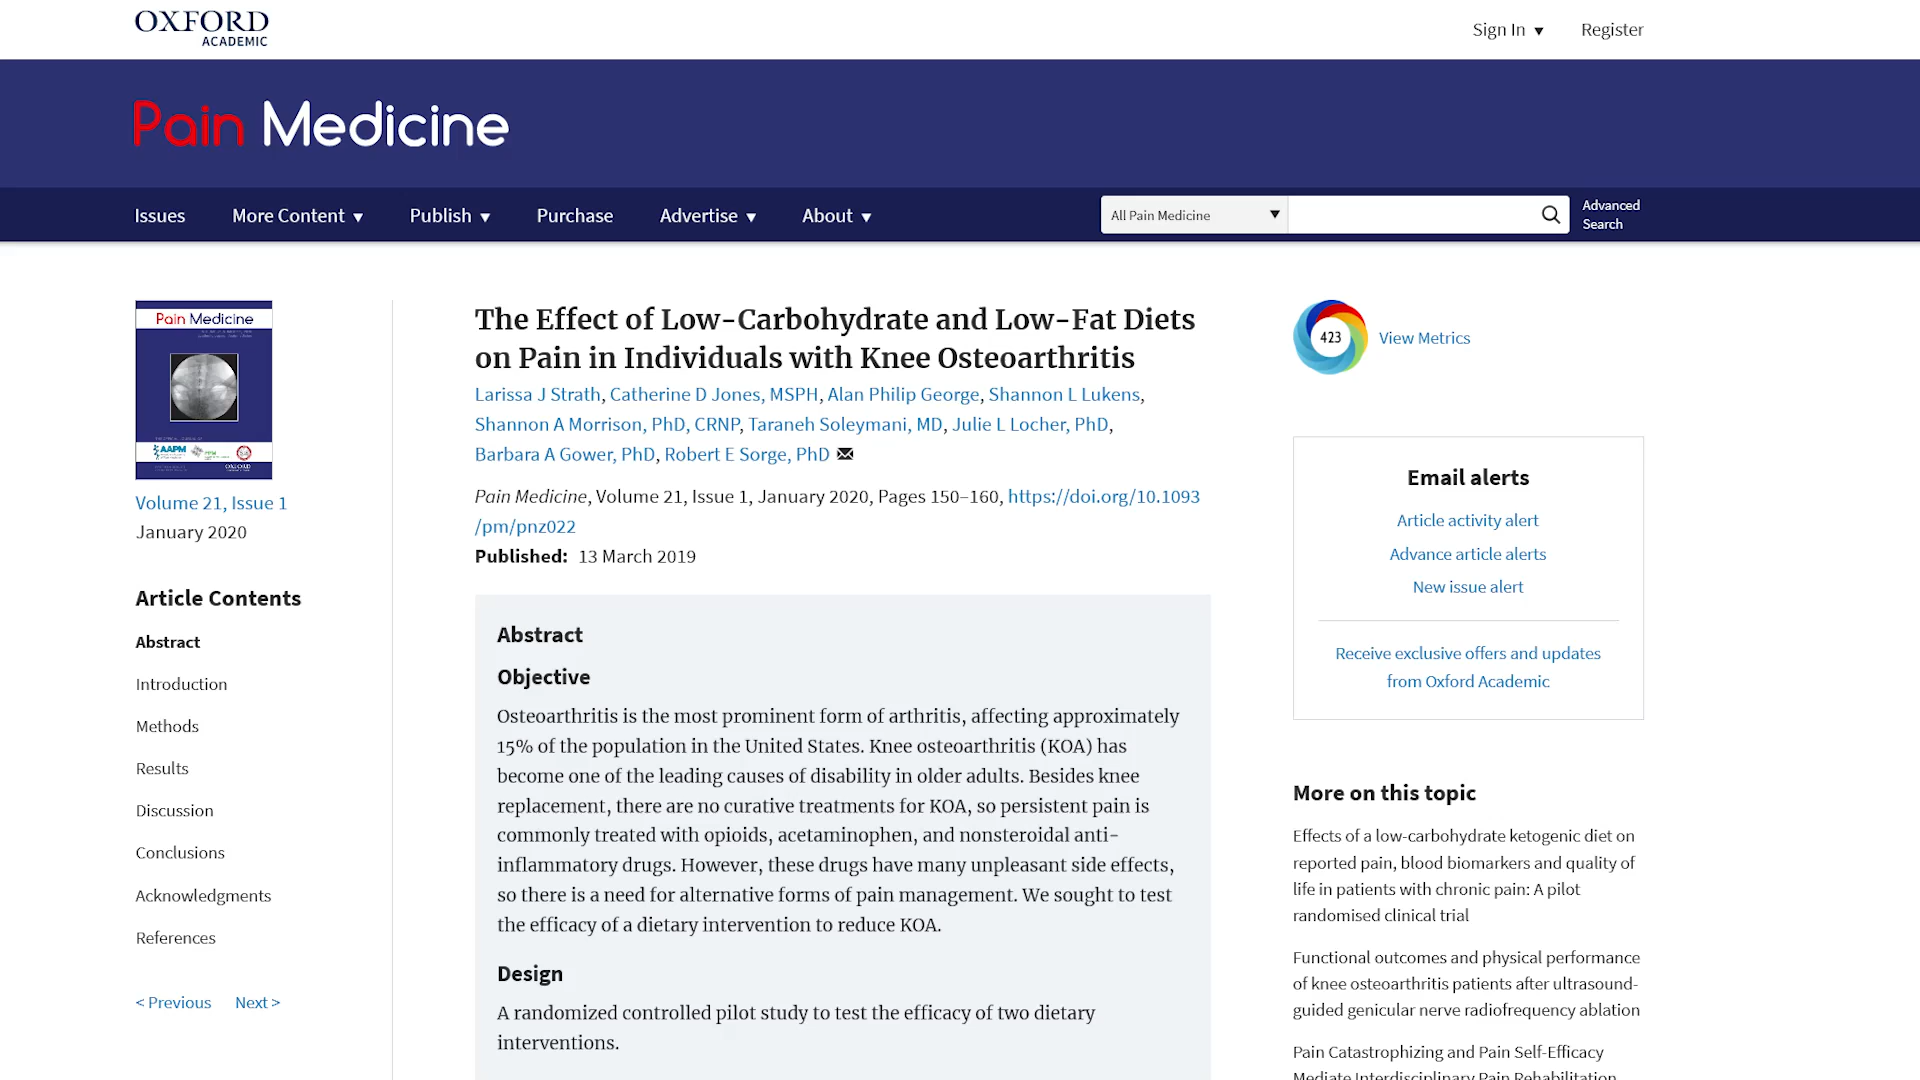 OXFORD
ACADEMIC
Sign In ▼
Register
Pain Medicine
Issues
More Content ▼
Publish ▼
Purchase
Advertise ▼
About ▼
All Pain Medicine ▼
Advanced
Search
Pain Medicine
AAPM
OXFORD
Volume 21, Issue 1
January 2020
Article Contents
Abstract
Introduction
Methods
Results
Discussion
Conclusions
Acknowledgments
References
< Previous
Next >
The Effect of Low-Carbohydrate and Low-Fat Diets
on Pain in Individuals with Knee Osteoarthritis
Larissa J Strath, Catherine D Jones, MSPH, Alan Philip George, Shannon L Lukens,
Shannon A Morrison, PhD, CRNP, Taraneh Soleymani, MD, Julie L Locher, PhD,
Barbara A Gower, PhD, Robert E Sorge, PhD
Pain Medicine, Volume 21, Issue 1, January 2020, Pages 150–160, https://doi.org/10.1093
/pm/pnz022
Published: 13 March 2019
Abstract
Objective
Osteoarthritis is the most prominent form of arthritis, affecting approximately
15% of the population in the United States. Knee osteoarthritis (KOA) has
become one of the leading causes of disability in older adults. Besides knee
replacement, there are no curative treatments for KOA, so persistent pain is
commonly treated with opioids, acetaminophen, and nonsteroidal anti-
inflammatory drugs. However, these drugs have many unpleasant side effects,
so there is a need for alternative forms of pain management. We sought to test
the efficacy of a dietary intervention to reduce KOA.
Design
A randomized controlled pilot study to test the efficacy of two dietary
interventions.
423
View Metrics
Email alerts
Article activity alert
Advance article alerts
New issue alert
Receive exclusive offers and updates
from Oxford Academic
More on this topic
Effects of a low-carbohydrate ketogenic diet on
reported pain, blood biomarkers and quality of
life in patients with chronic pain: A pilot
randomised clinical trial
Functional outcomes and physical performance
of knee osteoarthritis patients after ultrasound-
guided genicular nerve radiofrequency ablation
Pain Catastrophizing and Pain Self-Efficacy
Mediate Interdisciplinary Pain Rehabilitation